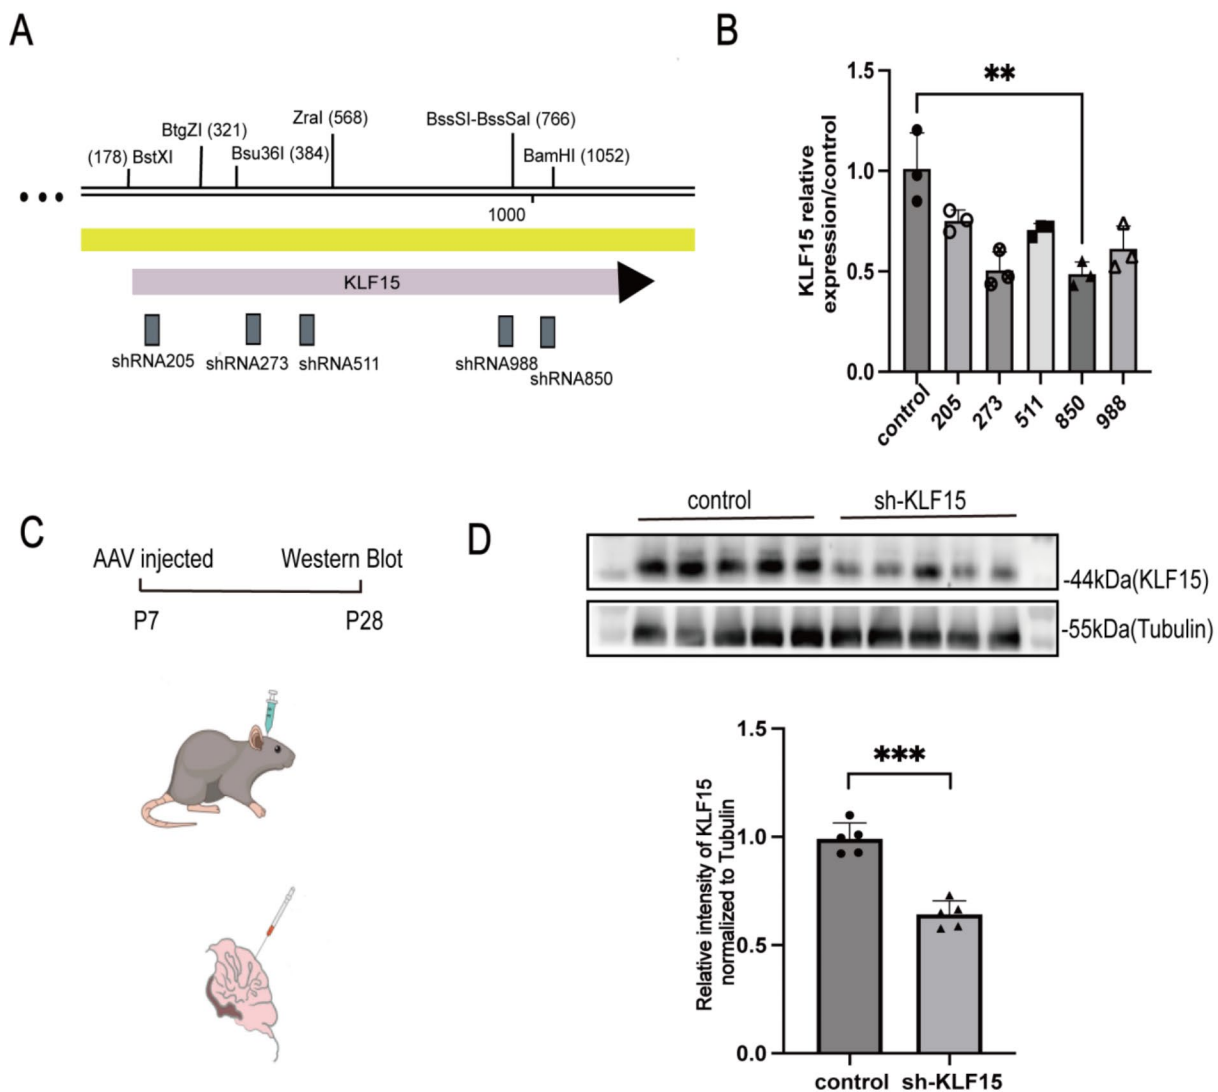 A
(178) BstXI
BtgZI (321)
Bsu36I (384)
ZraI (568)
BssSI-BssSaI (766)
BamHI (1052)
•••
1000
KLF15
shRNA205
shRNA273
shRNA511
shRNA988
shRNA850
B
**
KLF15 relative
expression/control
1.5
1.0
0.5
0.0
control
205
273
511
850
988
C
AAV injected
Western Blot
P7
P28
D
control
sh-KLF15
-44kDa(KLF15)
-55kDa(Tubulin)
***
Relative intensity of KLF15
normalized to Tubulin
1.5
1.0
0.5
0.0
control
sh-KLF15